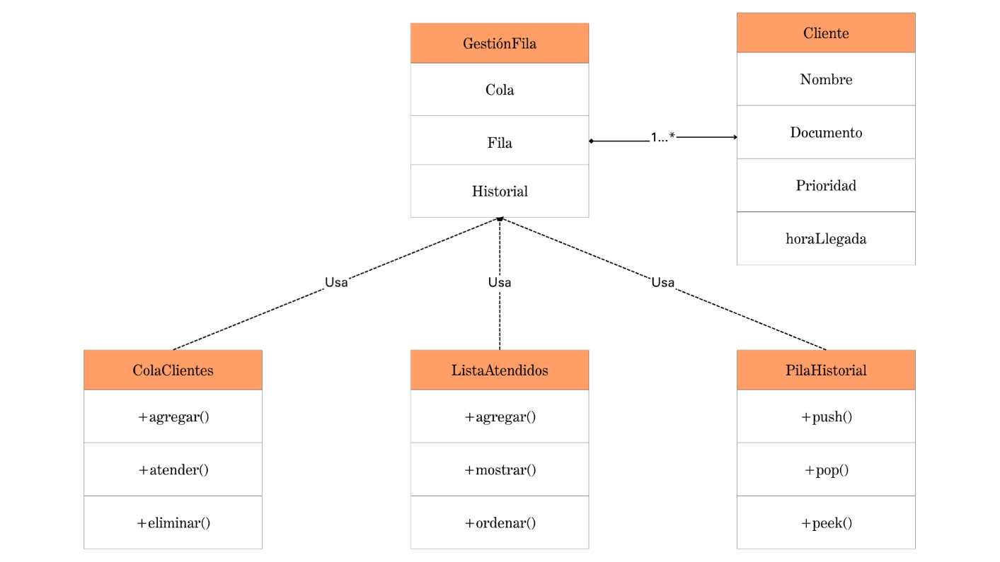 GestiónFila
Cola
Fila
Historial
1...*
Cliente
Nombre
Documento
Prioridad
horaLlegada
Usa
Usa
Usa
ColaClientes
+agregar()
+atender()
+eliminar()
ListaAtendidos
+agregar()
+mostrar()
+ordenar()
PilaHistorial
+push()
+pop()
+peek()